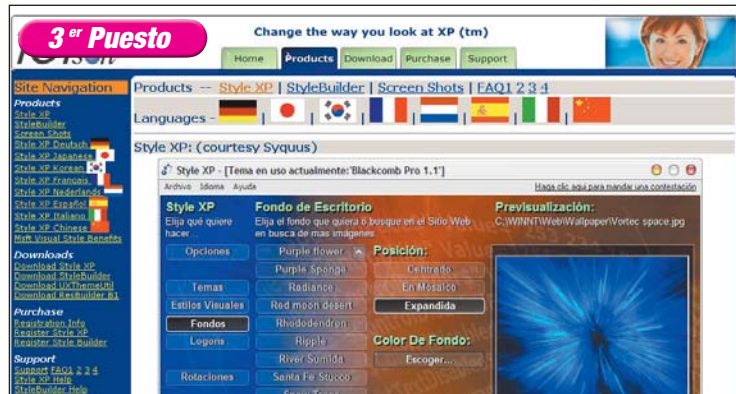 3er Puesto
Change the way you look at XP (tm)
Home Products Download Purchase Support
Site Navigation
Products
Style XP
StyleBuilder
Screen Shots
Style XP Deutsch
Style XP Japanese
Style XP Korean
Style XP Francais
Style XP Nederlands
Style XP Español
Style XP Italiano
Style XP Chinese
Msft Visual Style Benefits
Downloads
Download Style XP
Download StyleBuilder
Download UXThemeUtil
Download ResBuilder B1
Purchase
Registration Info
Register Style XP
Register Style Builder
Support
Support FAQ1 2 3 4
Style XP Help
StyleBuilder Help
Products -- Style XP | StyleBuilder | Screen Shots | FAQ1 2 3 4
Languages - | | | | | | |
Style XP: (courtesy Syquus)
Style XP - [Tema en uso actualmente:'Blackcomb Pro 1.1']
Archivo Idioma Ayuda
Haga clic aquí para mandar una contestación
Style XP
Elija qué quiere
hacer...
Opciones
Temas
Estilos Visuales
Fondos
Logons
Rotaciones
Fondo de Escritorio
Elija el fondo que quiera o busque en el Sitio Web
en busca de mas imágenes.
Purple flower
Purple Sponge
Radiance
Red moon desert
Rhododendron
Ripple
River Sumida
Santa Fe Stucco
Snow Trees
Posición:
Centrado
En Mosaico
Expandida
Color De Fondo:
Escoger...
Previsualización:
C:\WINNT\Web\Wallpaper\Vortec space.jpg